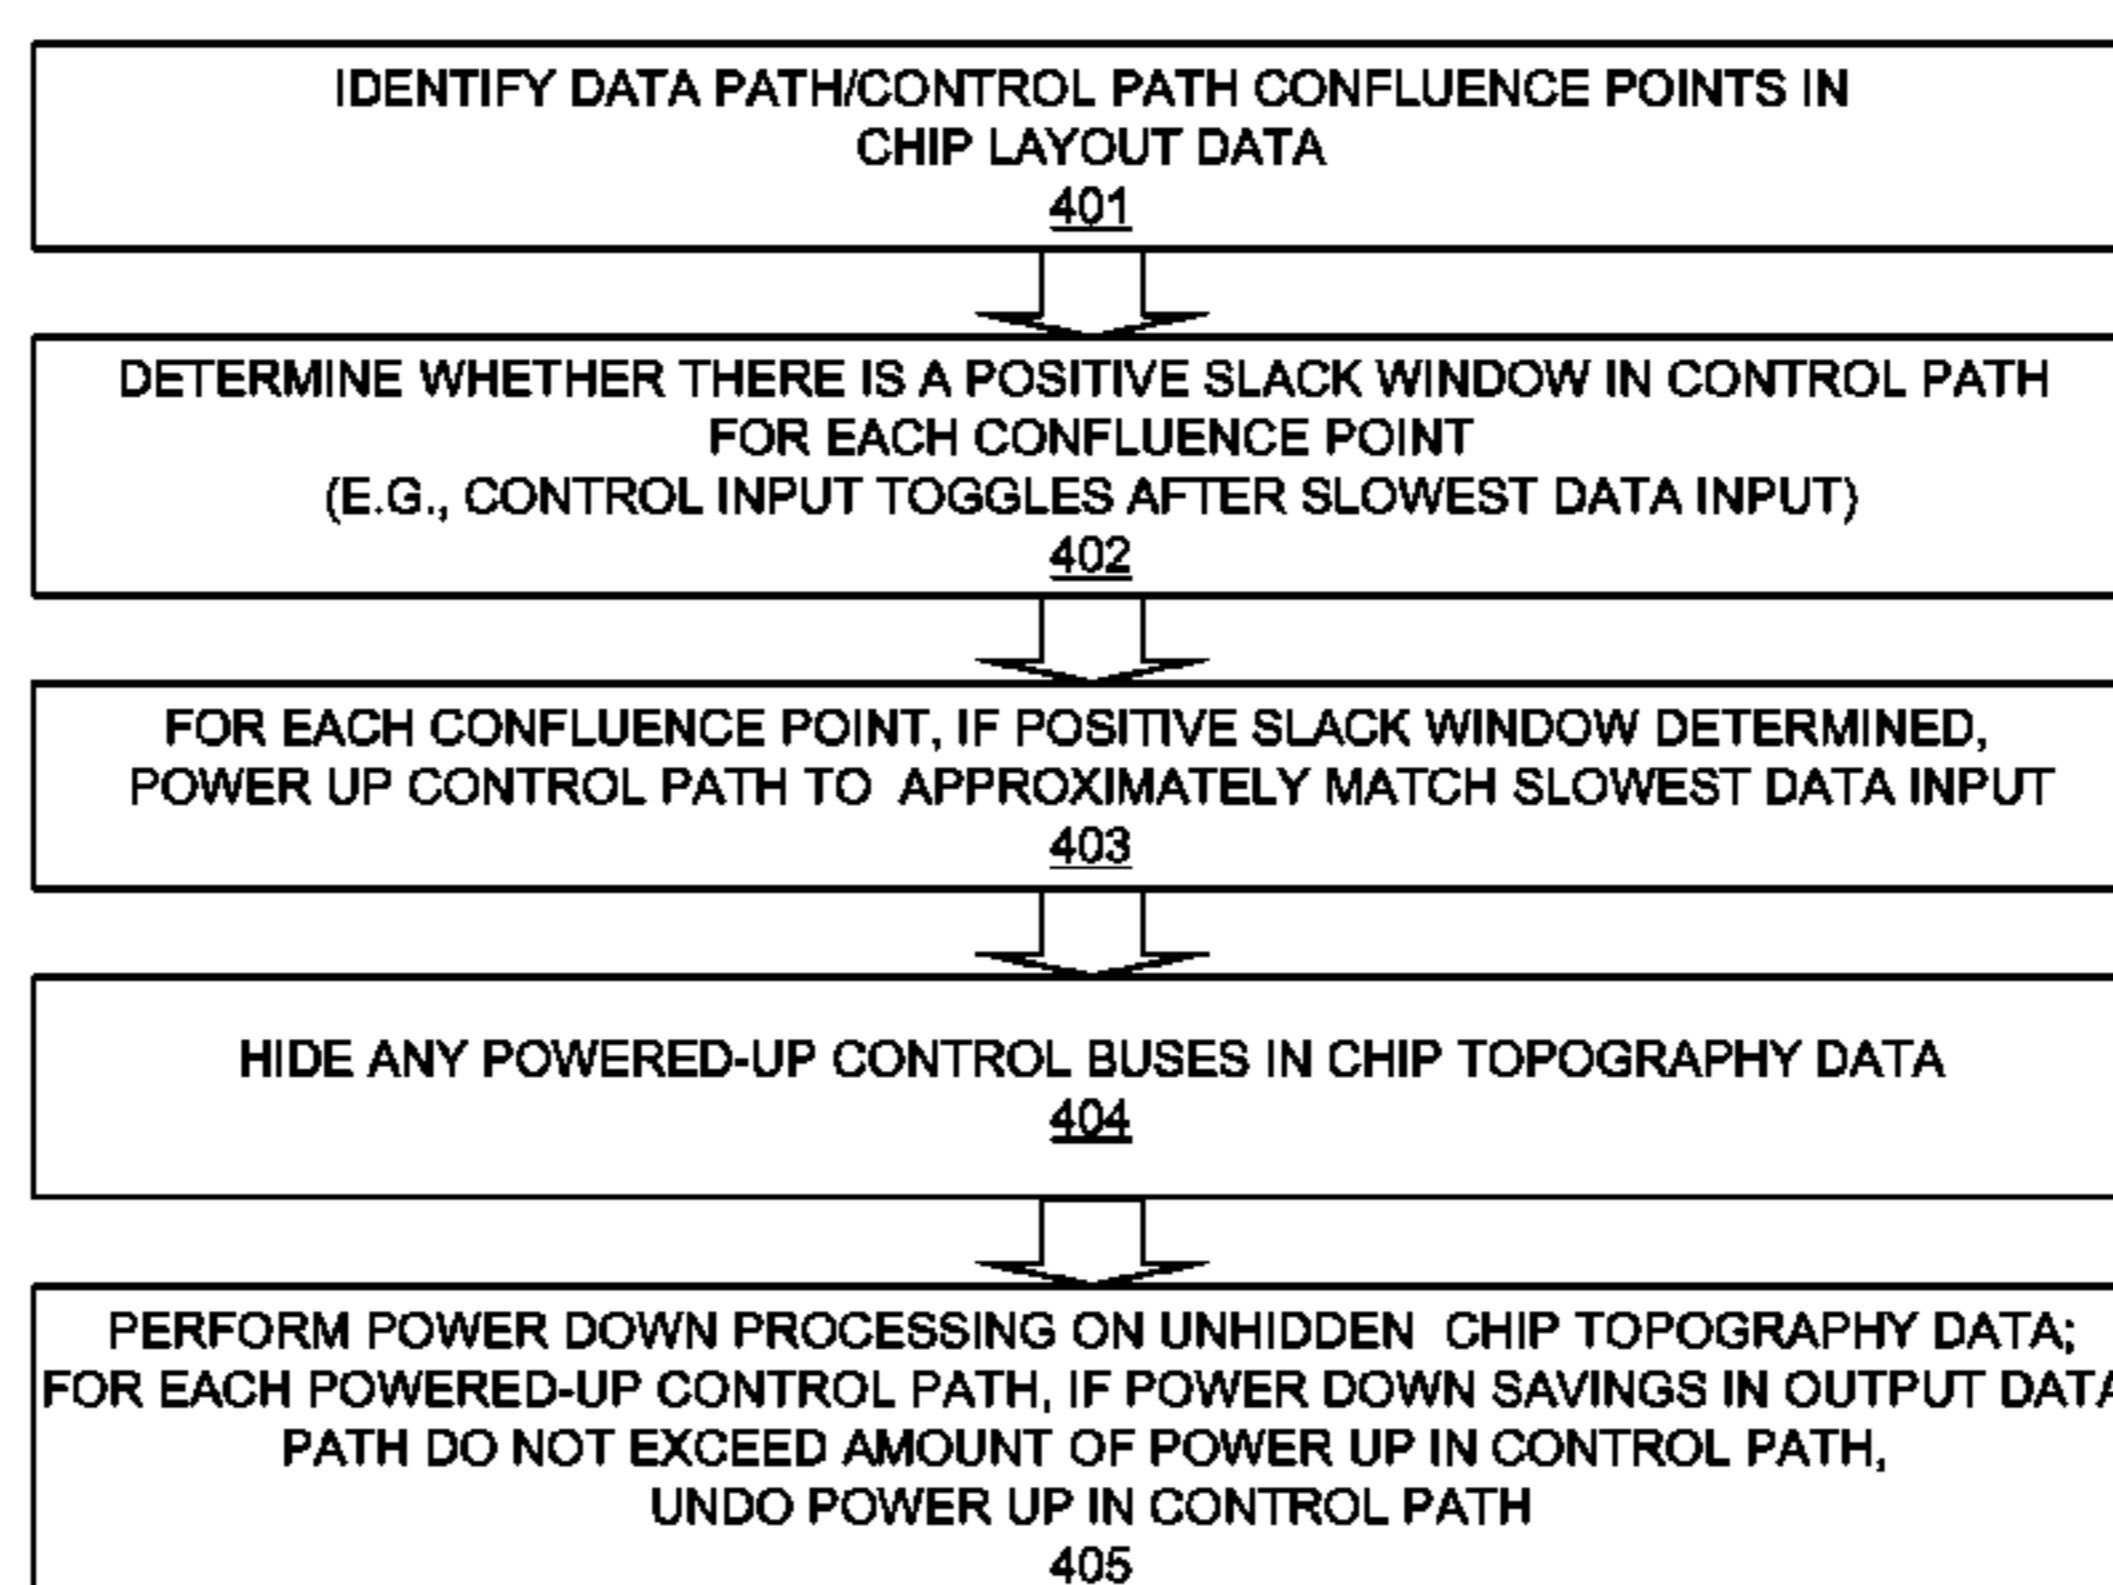 IDENTIFY DATA PATH/CONTROL PATH CONFLUENCE POINTS IN
CHIP LAYOUT DATA
401
DETERMINE WHETHER THERE IS A POSITIVE SLACK WINDOW IN CONTROL PATH
FOR EACH CONFLUENCE POINT
(E.G., CONTROL INPUT TOGGLES AFTER SLOWEST DATA INPUT)
402
FOR EACH CONFLUENCE POINT, IF POSITIVE SLACK WINDOW DETERMINED,
POWER UP CONTROL PATH TO APPROXIMATELY MATCH SLOWEST DATA INPUT
403
HIDE ANY POWERED-UP CONTROL BUSES IN CHIP TOPOGRAPHY DATA
404
PERFORM POWER DOWN PROCESSING ON UNHIDDEN CHIP TOPOGRAPHY DATA;
FOR EACH POWERED-UP CONTROL PATH, IF POWER DOWN SAVINGS IN OUTPUT DATA
PATH DO NOT EXCEED AMOUNT OF POWER UP IN CONTROL PATH,
UNDO POWER UP IN CONTROL PATH
405